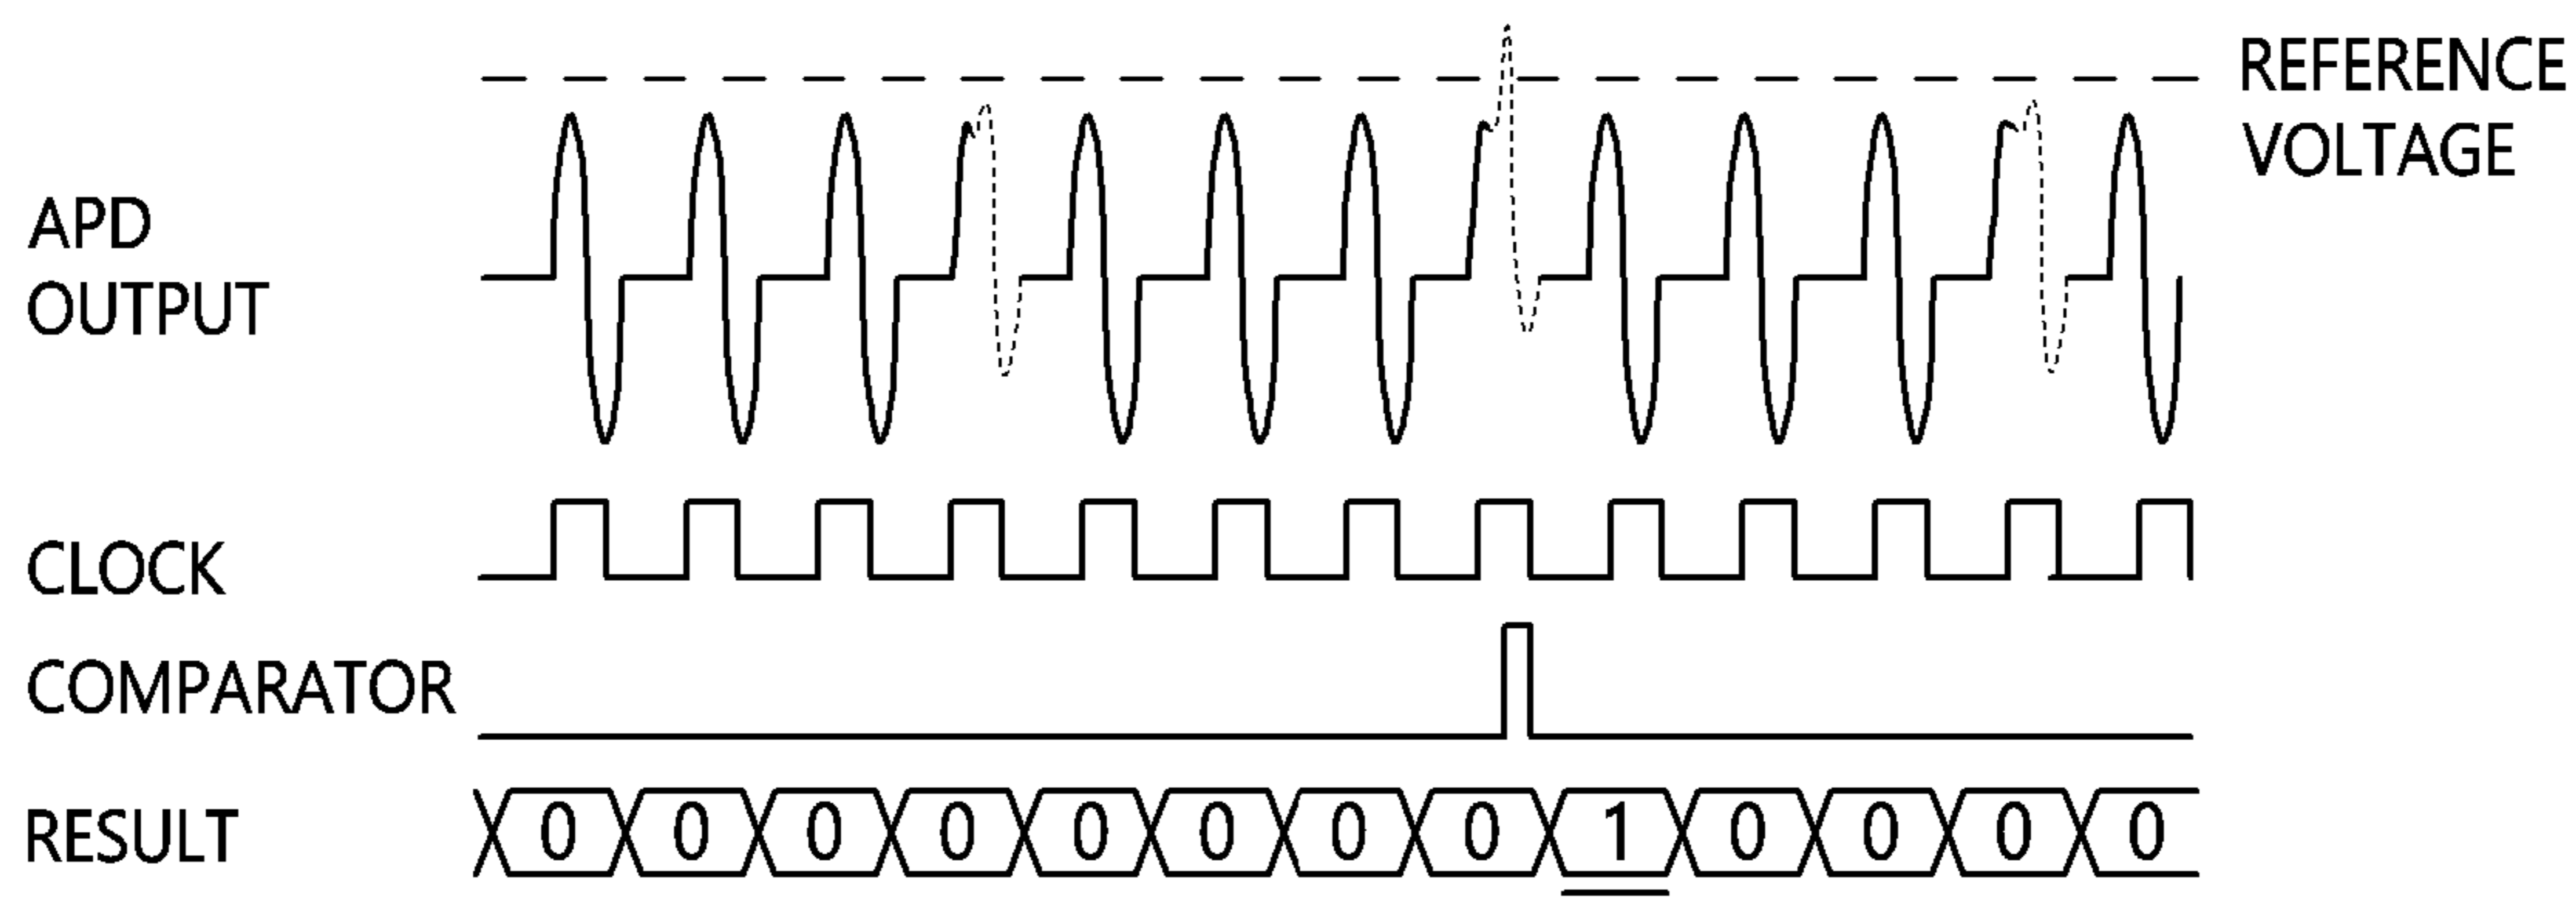 REFERENCE
VOLTAGE
APD
OUTPUT
CLOCK
COMPARATOR
RESULT 0 0 0 0 0 0 0 0 1 0 0 0 0